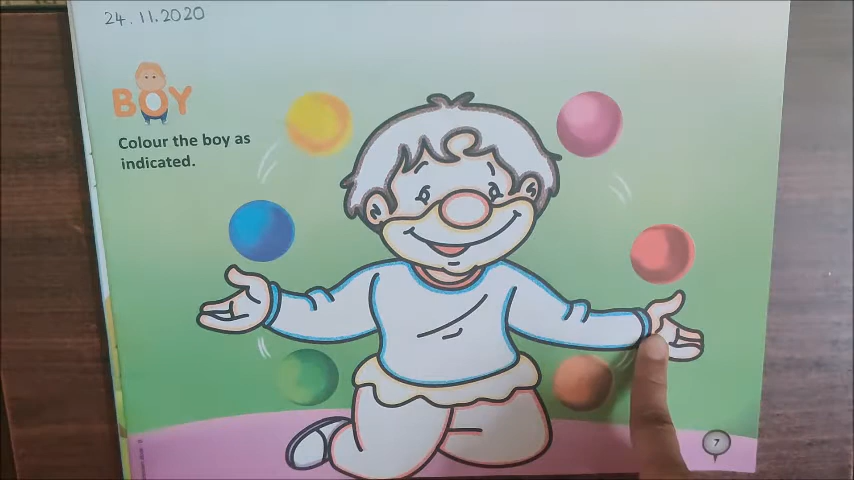 24.11.2020
BOY
Colour the boy as
indicated.
7